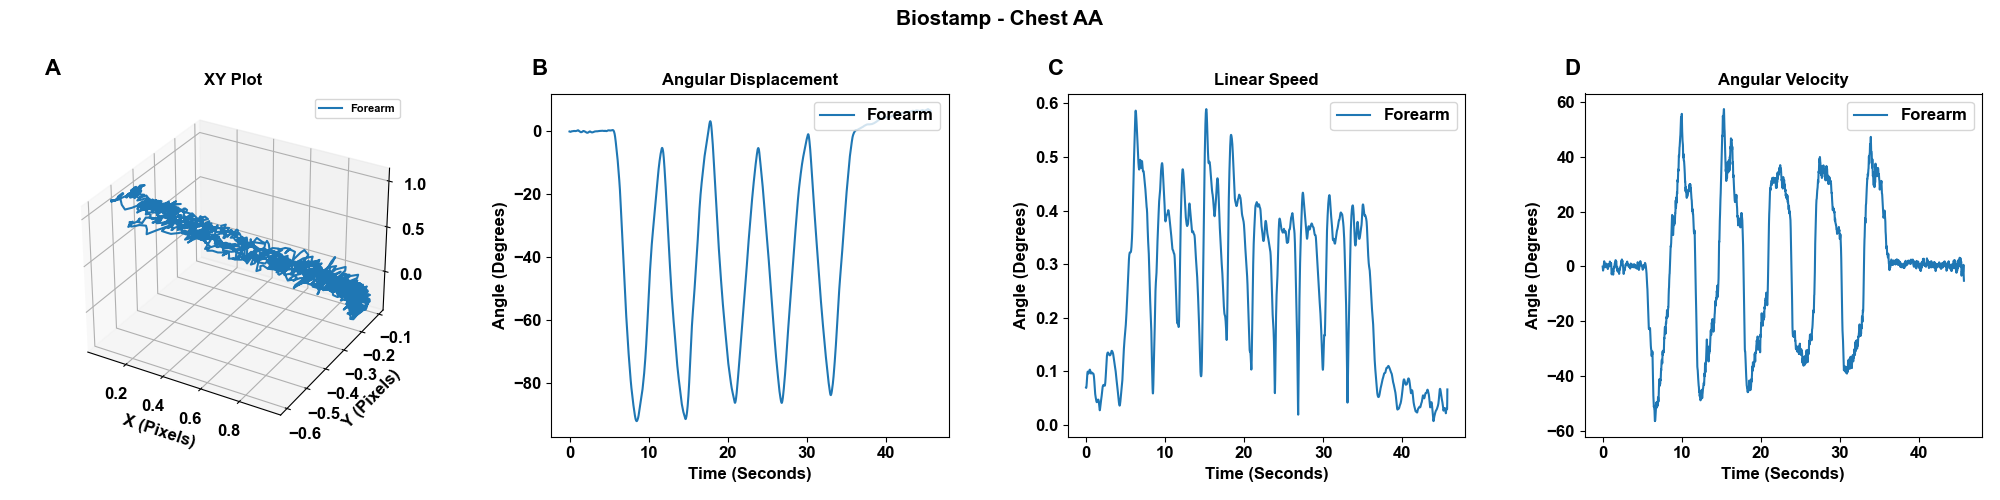 Biostamp - Chest AA
A
XY Plot
Forearm
1.0
0.5
0.0
−0.1
−0.2
−0.3
−0.4
−0.5
−0.6
0.2
0.4
0.6
0.8
X (Pixels)
Y (Pixels)
B
Angular Displacement
Forearm
0
−20
−40
−60
−80
Angle (Degrees)
0 10 20 30 40
Time (Seconds)
C
Linear Speed
Forearm
0.6
0.5
0.4
0.3
0.2
0.1
0.0
Angle (Degrees)
0 10 20 30 40
Time (Seconds)
D
Angular Velocity
Forearm
60
40
20
0
−20
−40
−60
Angle (Degrees)
0 10 20 30 40
Time (Seconds)